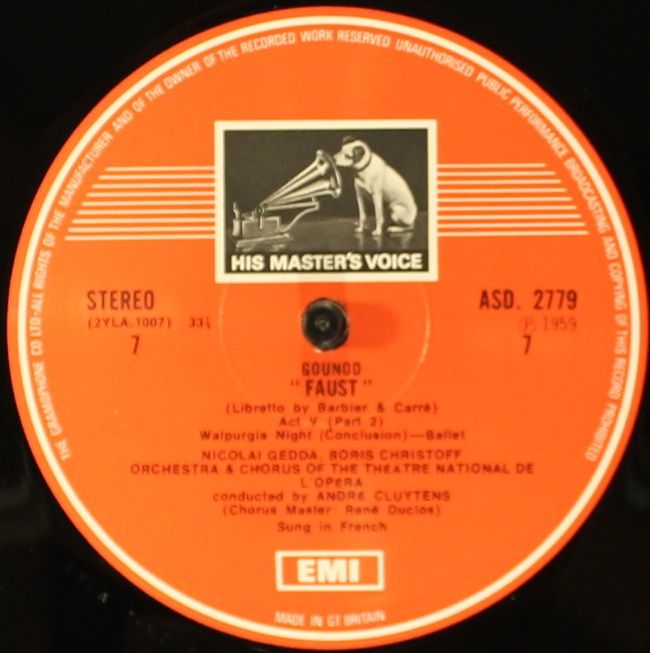 THE GRAMOPHONE CO LTD·ALL RIGHTS OF THE MANUFACTURER AND OF THE OWNER OF THE RECORDED WORK RESERVED UNAUTHORISED PUBLIC PERFORMANCE BROADCASTING AND COPYING OF THIS RECORD PROHIBITED
HIS MASTER'S VOICE
STEREO
(2YLA.1007) 33⅓
7
ASD. 2779
℗ 1959
7
GOUNOD
"FAUST"
(Libretto by Barbier & Carré)
Act V (Part 2)
Walpurgis Night (Conclusion)—Ballet
NICOLAI GEDDA, BORIS CHRISTOFF
ORCHESTRA & CHORUS OF THE THEATRE NATIONAL DE
L'OPERA
conducted by ANDRÉ CLUYTENS
(Chorus Master: René Duclos)
Sung in French
EMI
MADE IN GT BRITAIN